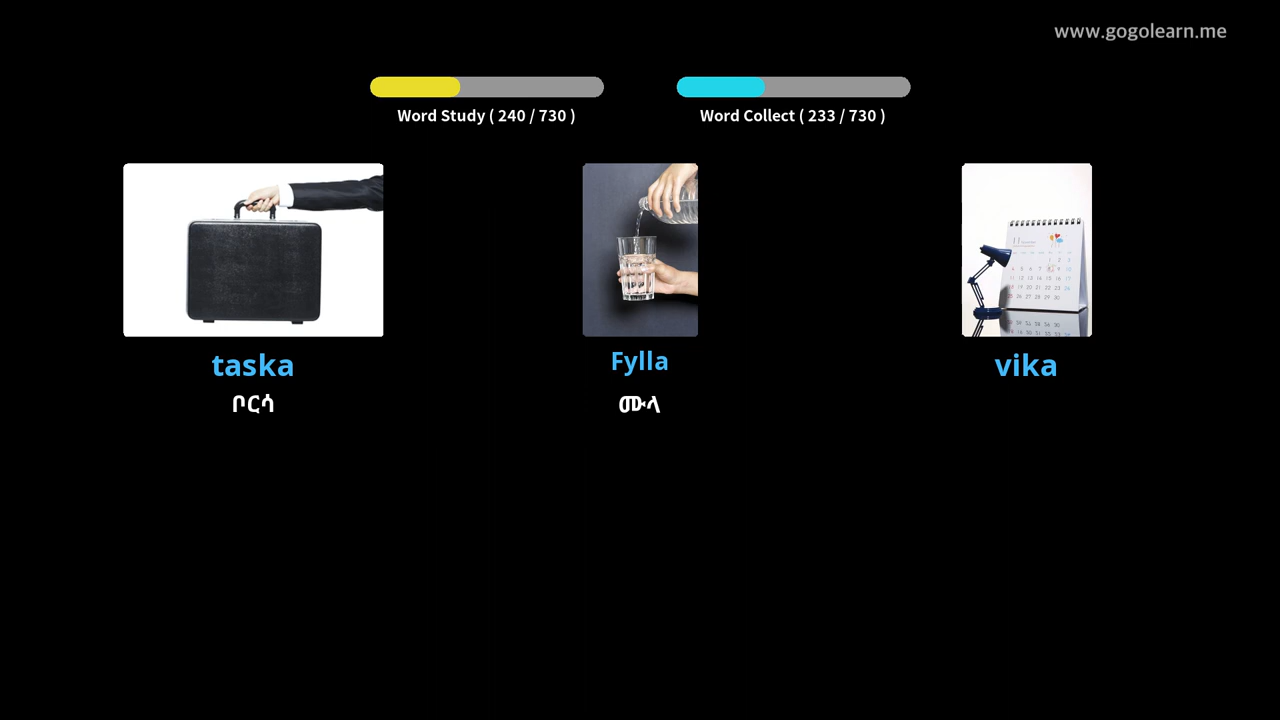 www.gogolearn.me
Word Study ( 240 / 730 )
Word Collect ( 233 / 730 )
taska
Fylla
vika
ቦርሳ
ሙላ